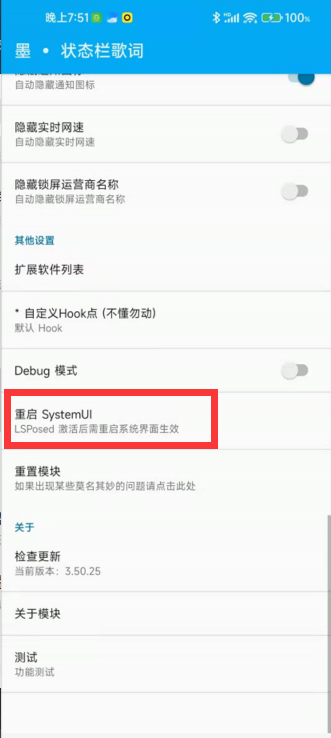 晚上7:51
100%
墨 • 状态栏歌词
自动隐藏通知图标
隐藏实时网速
自动隐藏实时网速
隐藏锁屏运营商名称
自动隐藏锁屏运营商名称
其他设置
扩展软件列表
* 自定义Hook点 (不懂勿动)
默认 Hook
Debug 模式
重启 SystemUI
LSPosed 激活后需重启系统界面生效
重置模块
如果出现某些莫名其妙的问题请点击此处
关于
检查更新
当前版本：3.50.25
关于模块
测试
功能测试